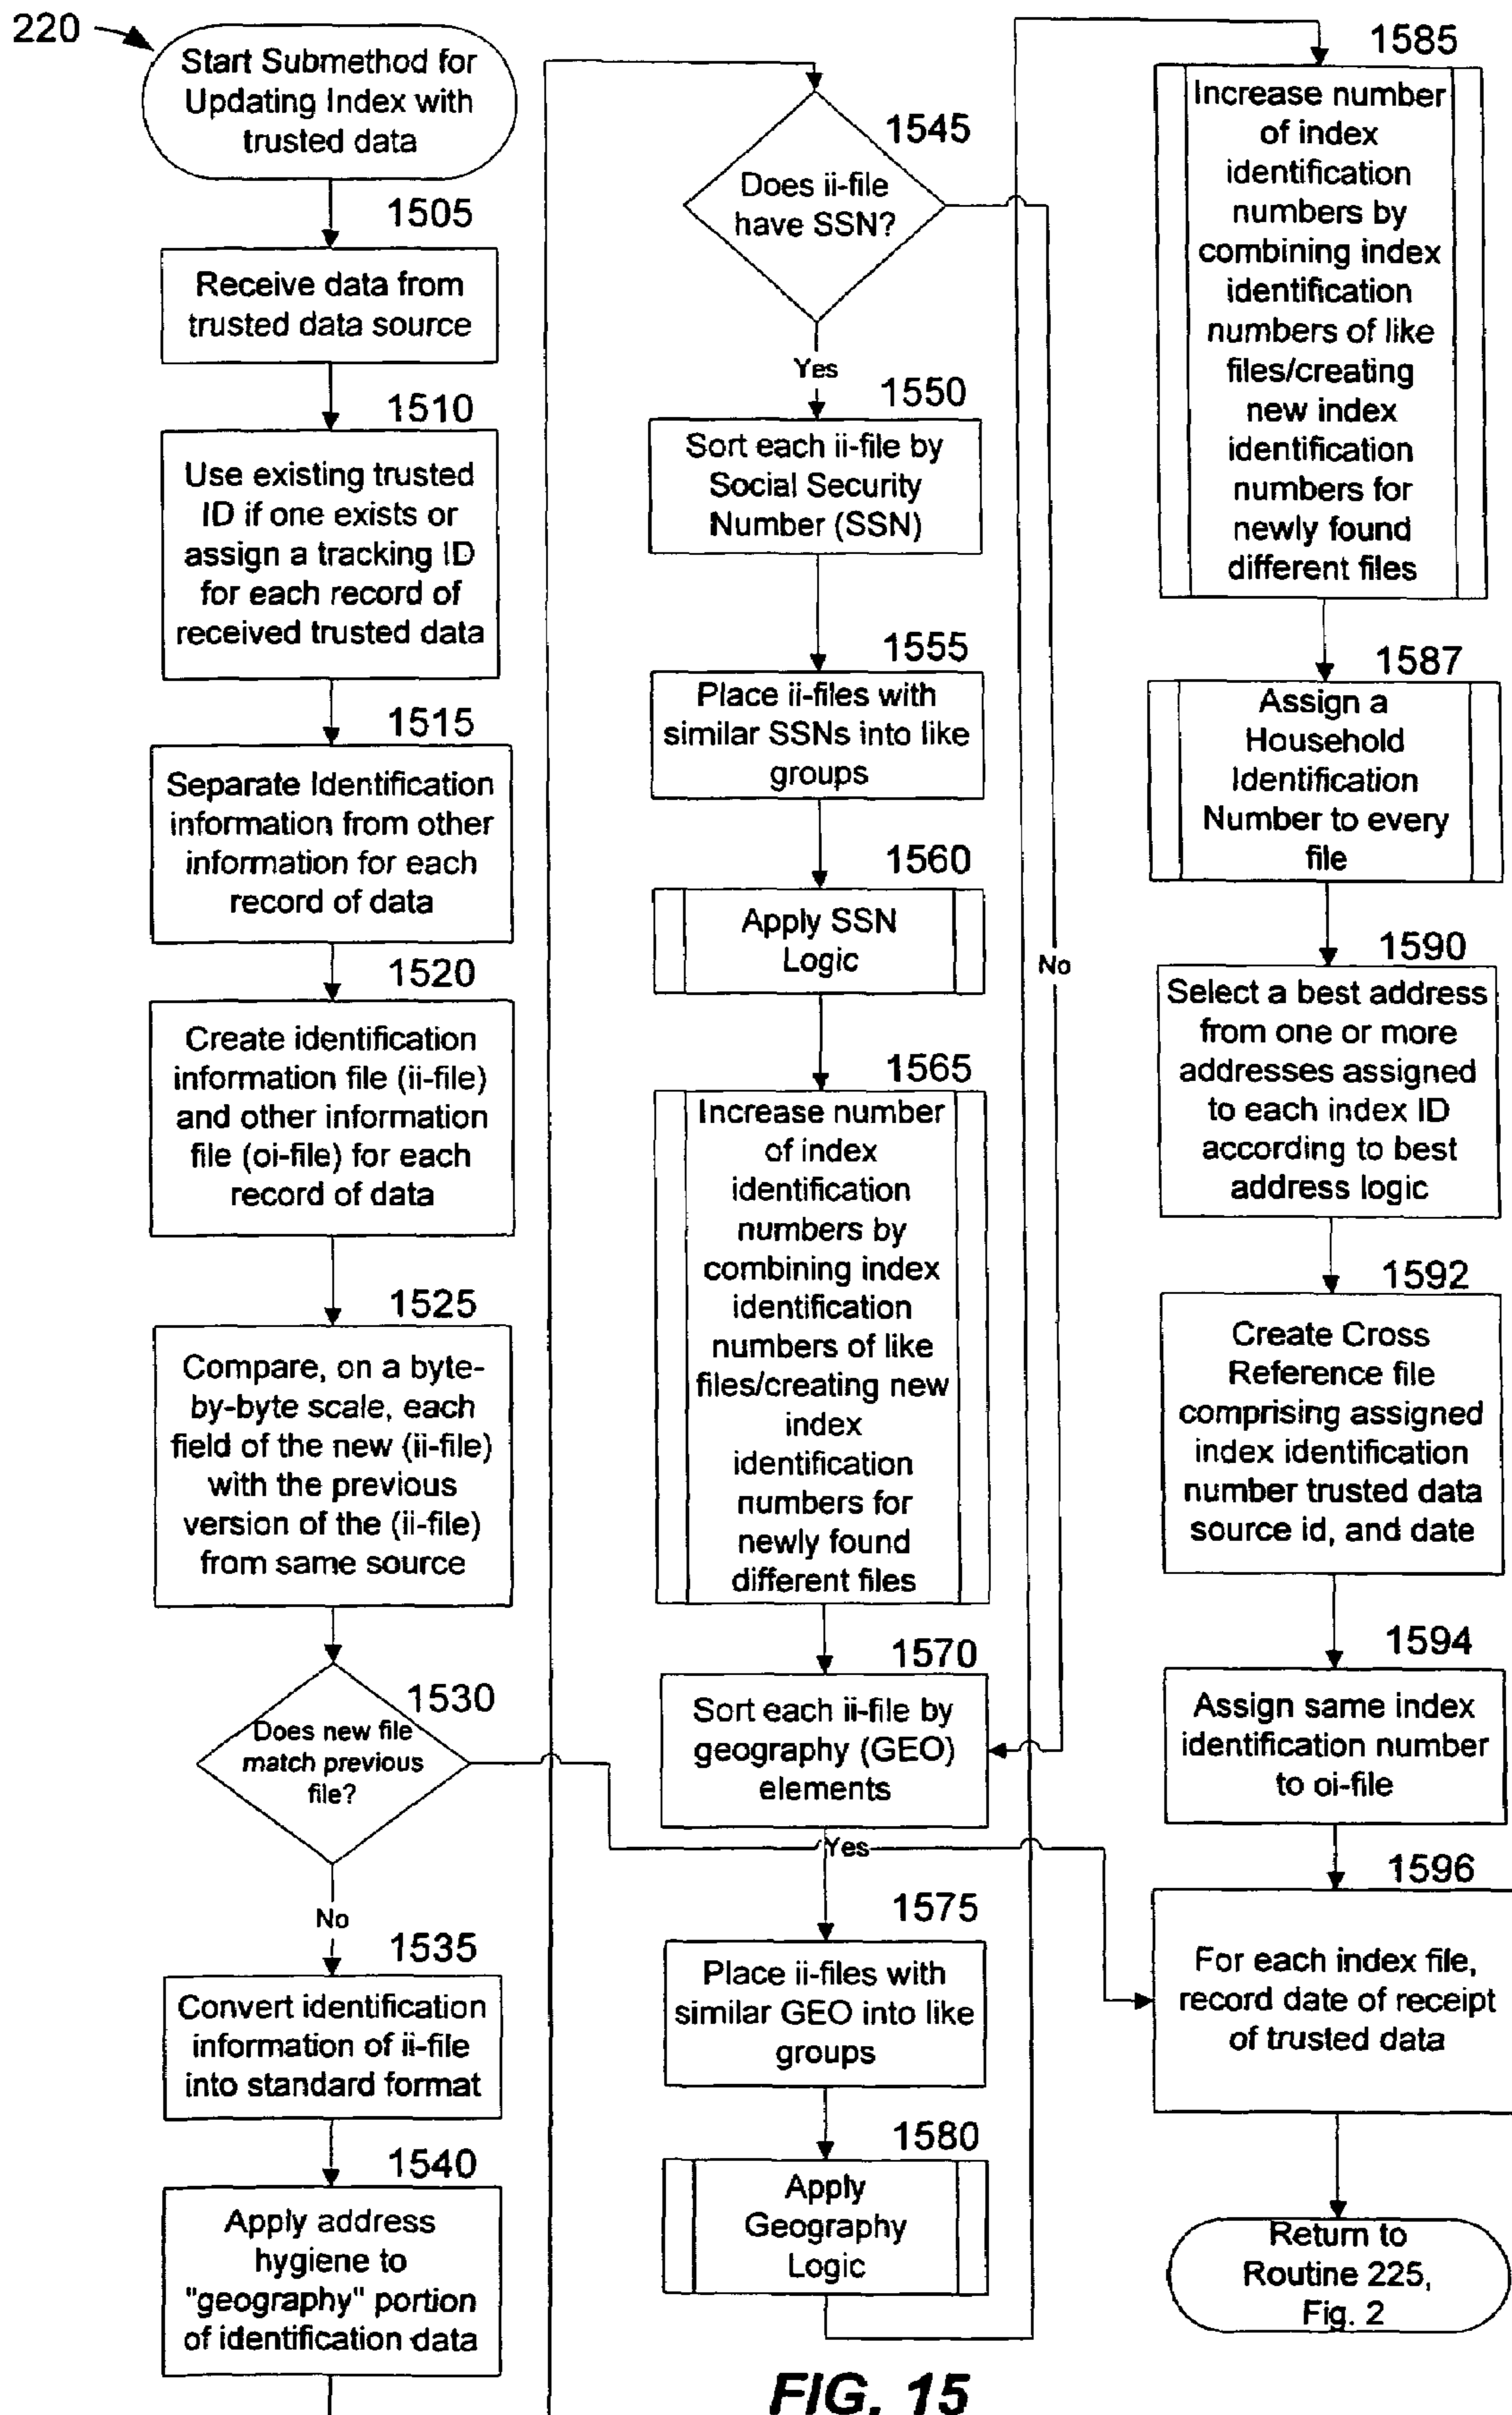 220
Start Submethod for
Updating Index with
trusted data
1505
Receive data from
trusted data source
1510
Use existing trusted
ID if one exists or
assign a tracking ID
for each record of
received trusted data
1515
Separate Identification
information from other
information for each
record of data
1520
Create identification
information file (ii-file)
and other information
file (oi-file) for each
record of data
1525
Compare, on a byte-
by-byte scale, each
field of the new (ii-file)
with the previous
version of the (ii-file)
from same source
1530
Does new file
match previous
file?
No
1535
Convert identification
information of ii-file
into standard format
1540
Apply address
hygiene to
"geography" portion
of identification data
1545
Does ii-file
have SSN?
Yes
1550
Sort each ii-file by
Social Security
Number (SSN)
1555
Place ii-files with
similar SSNs into like
groups
1560
Apply SSN
Logic
No
1565
Increase number
of index
identification
numbers by
combining index
identification
numbers of like
files/creating new
index
identification
numbers for
newly found
different files
1570
Sort each ii-file by
geography (GEO)
elements
Yes
1575
Place ii-files with
similar GEO into like
groups
1580
Apply
Geography
Logic
1585
Increase number
of index
identification
numbers by
combining index
identification
numbers of like
files/creating
new index
identification
numbers for
newly found
different files
1587
Assign a
Household
Identification
Number to every
file
1590
Select a best address
from one or more
addresses assigned
to each index ID
according to best
address logic
1592
Create Cross
Reference file
comprising assigned
index identification
number trusted data
source id, and date
1594
Assign same index
identification number
to oi-file
1596
For each index file,
record date of receipt
of trusted data
Return to
Routine 225,
Fig. 2
FIG. 15